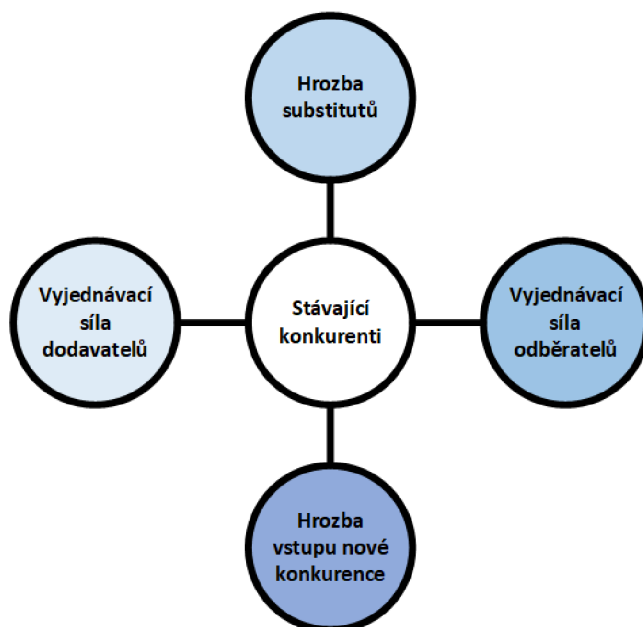 Hrozba
substitutů
Vyjednávací
síla
dodavatelů
Stávající
konkurenti
Vyjednávací
síla
odběratelů
Hrozba
vstupu nové
konkurence